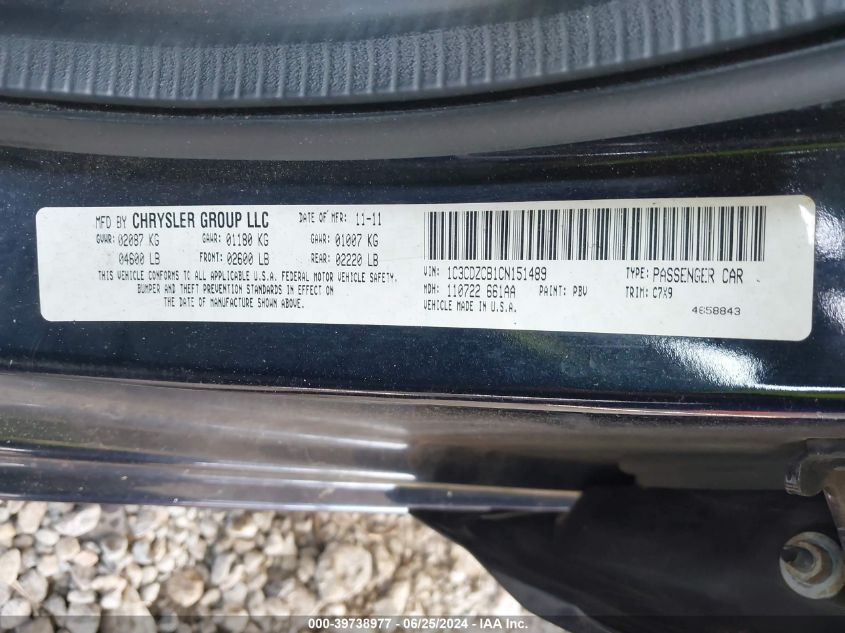 MFD BY CHRYSLER GROUP LLC DATE OF MFR: 11-11
GVWR: 02087 KG GAWR: 01180 KG GAWR: 01007 KG
04600 LB FRONT: 02600 LB REAR: 02220 LB
THIS VEHICLE CONFORMS TO ALL APPLICABLE U.S.A. FEDERAL MOTOR VEHICLE SAFETY,
BUMPER AND THEFT PREVENTION STANDARDS IN EFFECT ON
THE DATE OF MANUFACTURE SHOWN ABOVE.
VIN: 1C3CDZCB1CN151489 TYPE: PASSENGER CAR
MDH: 110722 661AA PAINT: PBV TRIM: C7X9
VEHICLE MADE IN U.S.A. 4658843
000-39738977 - 06/25/2024 - IAA Inc.